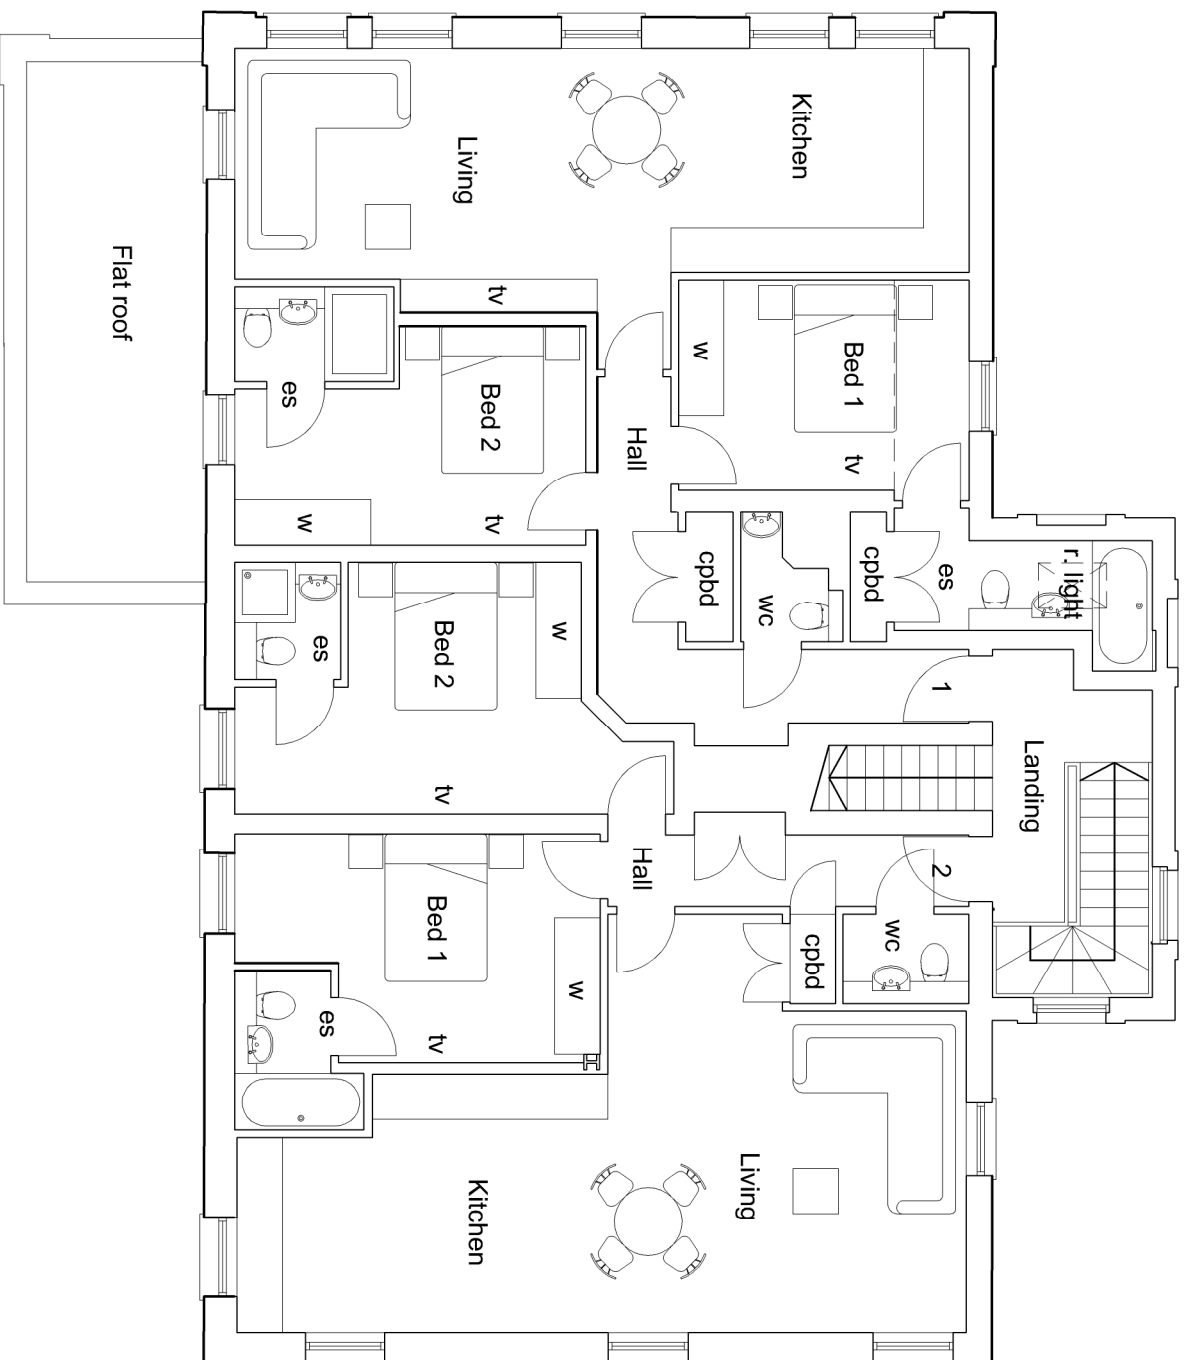 Kitchen
Living
tv
Flat roof
es
Bed 2
w
Bed 1
tv
Hall
w
tv
cpbd
wc
cpbd
es
r. light
es
Bed 2
w
1
Landing
tv
Hall
2
Bed 1
w
cpbd
wc
es
tv
Living
Kitchen